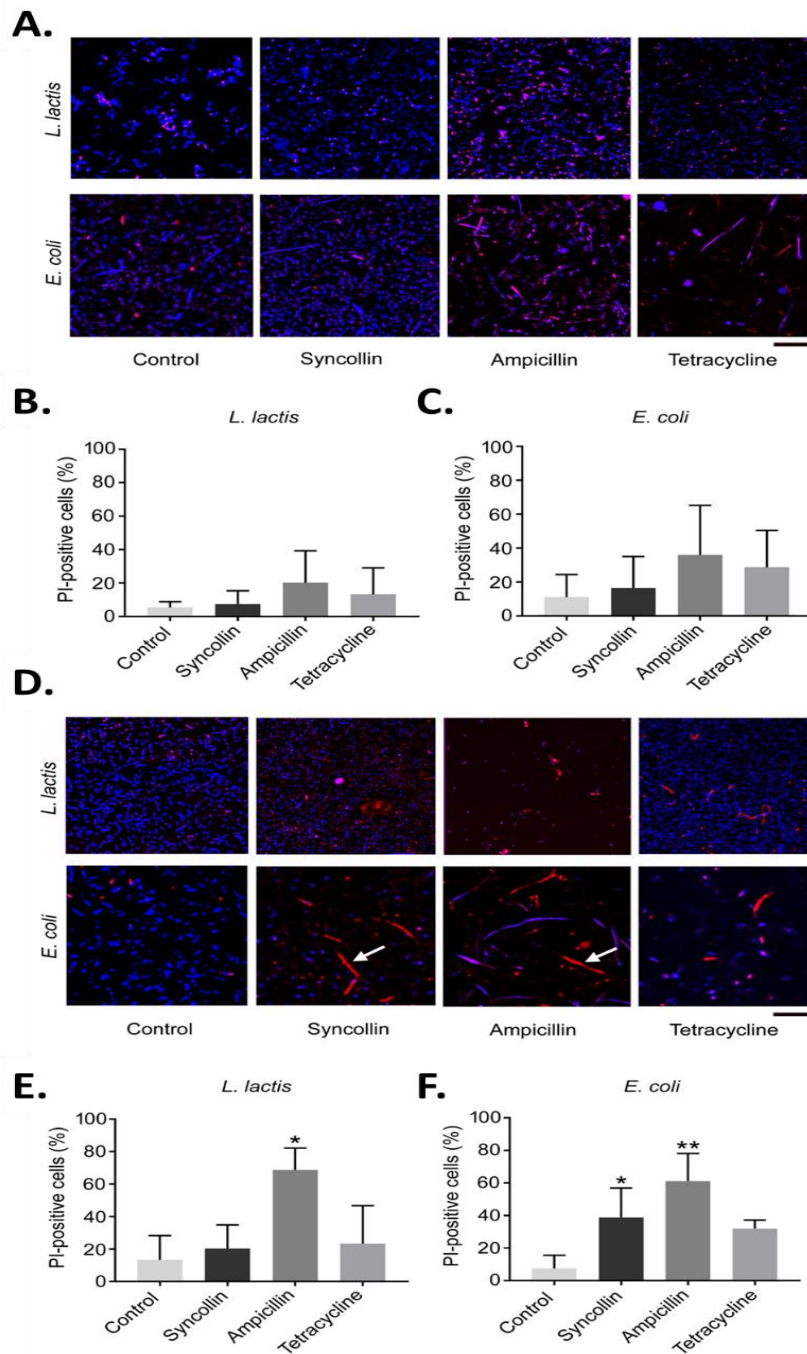 A.
L. lactis
E. coli
Control Syncollin Ampicillin Tetracycline
B.
L. lactis
PI-positive cells (%)
100
80
60
40
20
0
Control Syncollin Ampicillin Tetracycline
C.
E. coli
PI-positive cells (%)
100
80
60
40
20
0
Control Syncollin Ampicillin Tetracycline
D.
L. lactis
E. coli
Control Syncollin Ampicillin Tetracycline
E.
L. lactis
PI-positive cells (%)
100
80
60
40
20
0
*
Control Syncollin Ampicillin Tetracycline
F.
E. coli
PI-positive cells (%)
100
80
60
40
20
0
*
**
Control Syncollin Ampicillin Tetracycline